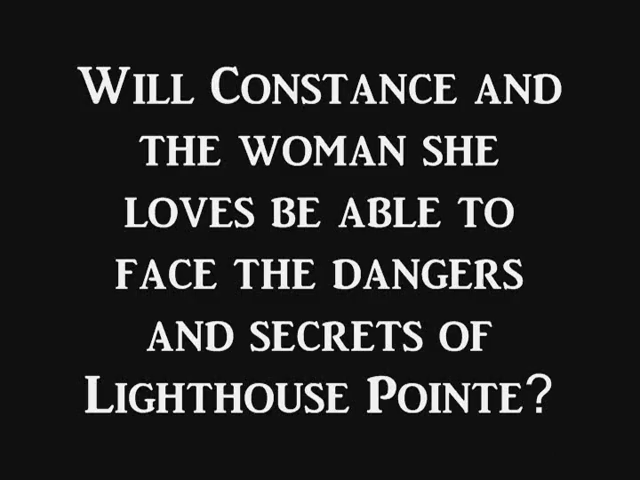 Will Constance and
the woman she
loves be able to
face the dangers
and secrets of
Lighthouse Pointe?